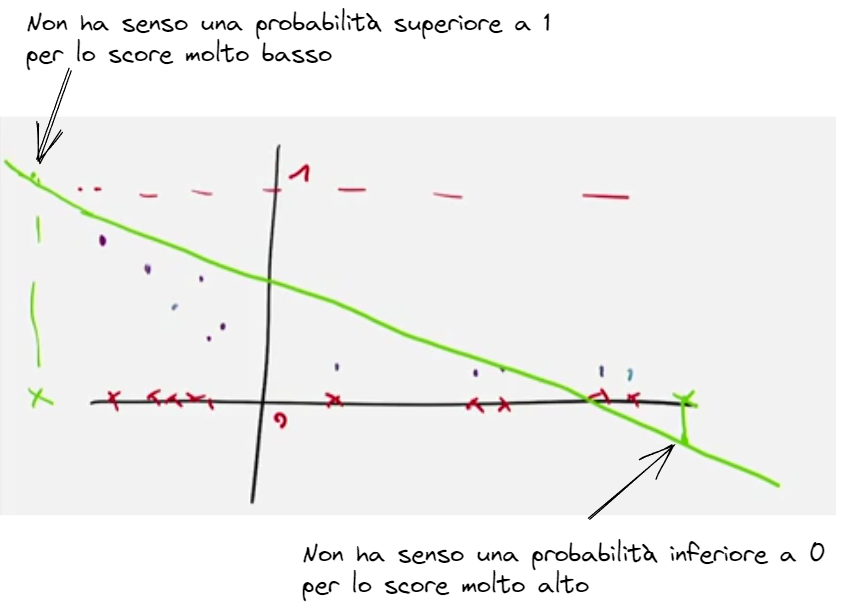 Non ha senso una probabilità superiore a 1
per lo score molto basso
1
0
Non ha senso una probabilità inferiore a 0
per lo score molto alto